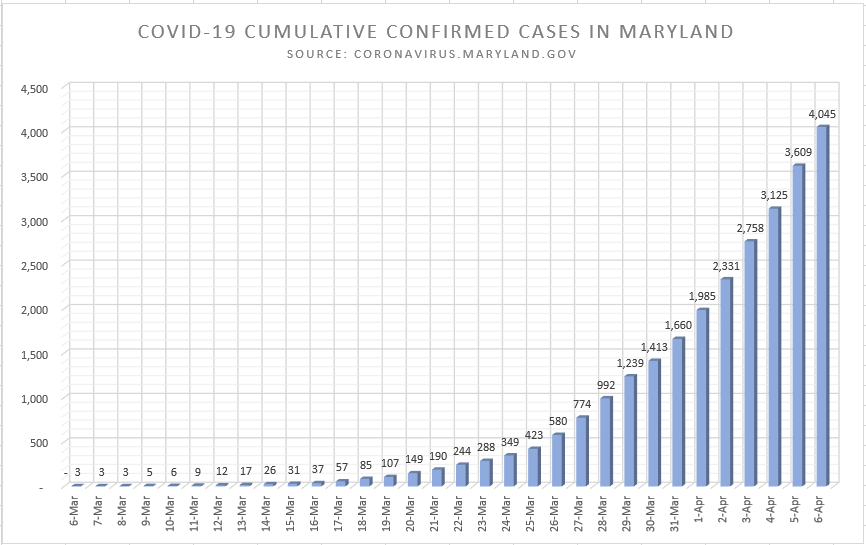 COVID-19 CUMULATIVE CONFIRMED CASES IN MARYLAND
SOURCE: CORONAVIRUS.MARYLAND.GOV
4,500
4,000
3,500
3,000
2,500
2,000
1,500
1,000
500
-
- 3 3 3 5 6 9 12 17 26 31 37 57 85 107 149 190 244 288 349 423 580 774 992 1,239 1,413 1,660 1,985 2,331 2,758 3,125 3,609 4,045
6-Mar 7-Mar 8-Mar 9-Mar 10-Mar 11-Mar 12-Mar 13-Mar 14-Mar 15-Mar 16-Mar 17-Mar 18-Mar 19-Mar 20-Mar 21-Mar 22-Mar 23-Mar 24-Mar 25-Mar 26-Mar 27-Mar 28-Mar 29-Mar 30-Mar 31-Mar 1-Apr 2-Apr 3-Apr 4-Apr 5-Apr 6-Apr